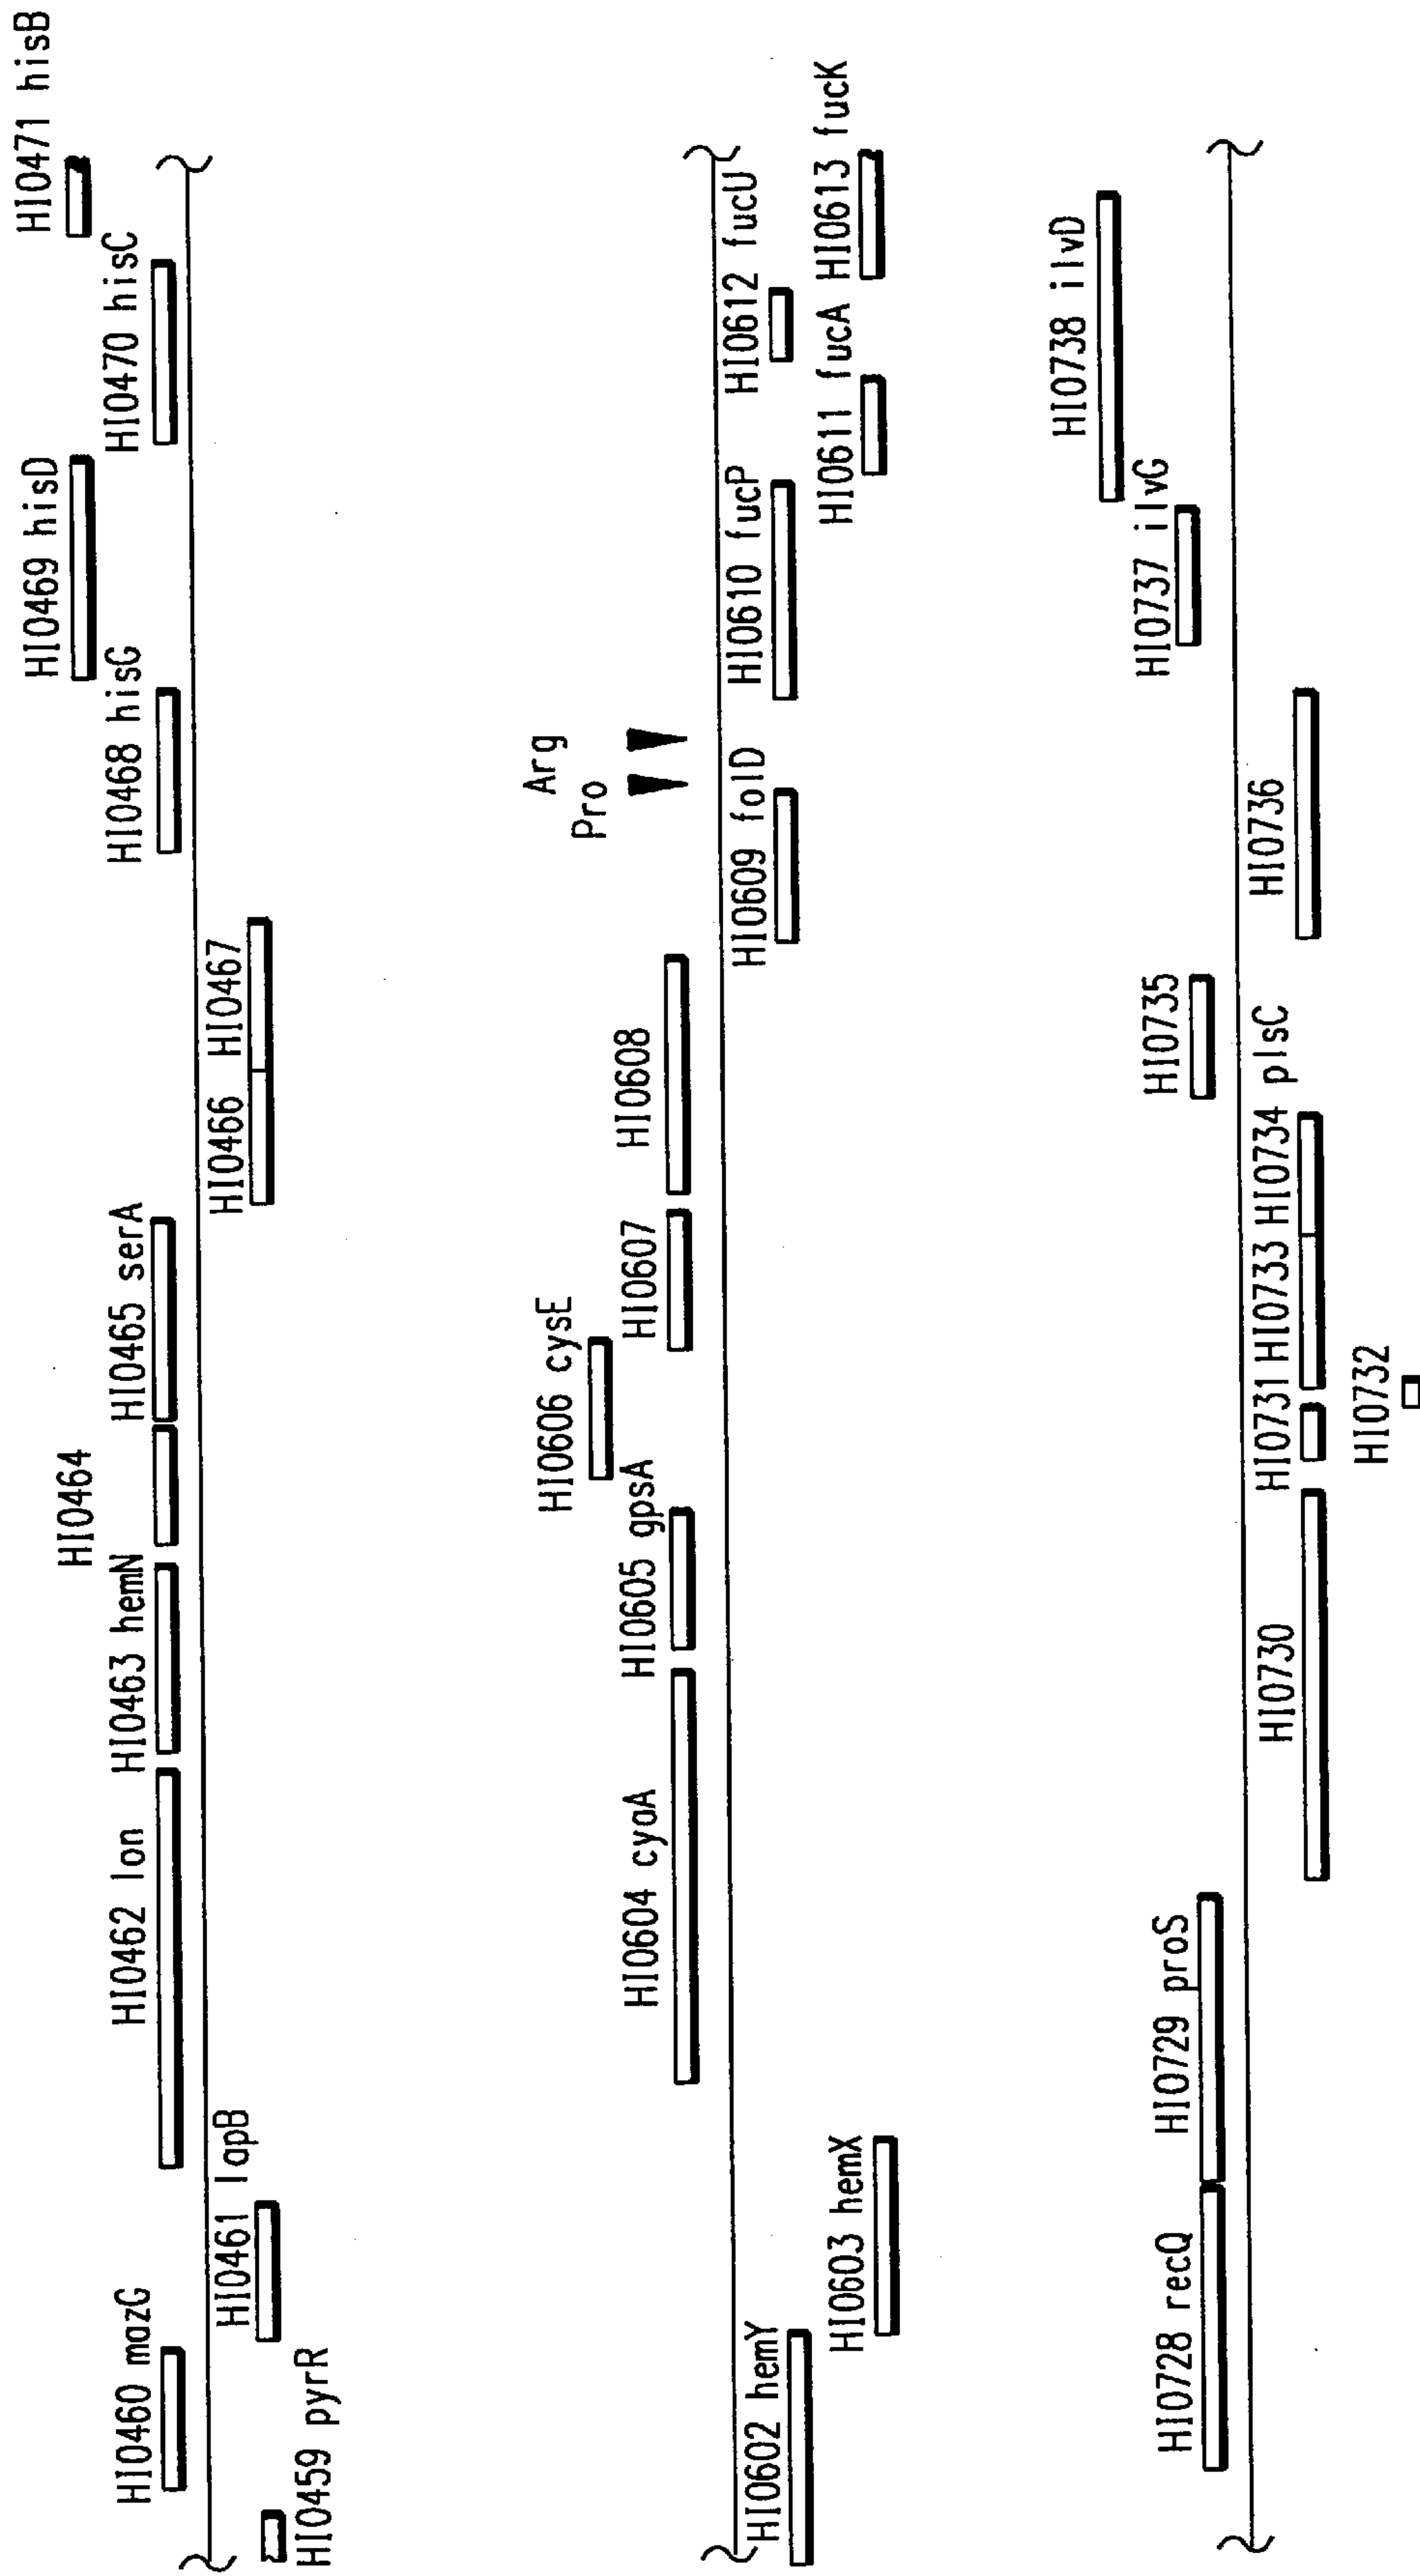 HI0459 pyrR
HI0460 mazG
HI0461 lapB
HI0462 lon
HI0463 hemN
HI0464
HI0465 serA
HI0466
HI0467
HI0468 hisG
HI0469 hisD
HI0470 hisC
HI0471 hisB
HI0602 hemY
HI0603 hemX
HI0604 cyaA
HI0605 gpsA
HI0606 cysE
HI0607
HI0608
HI0609 folD
Pro
Arg
HI0610 fucP
HI0611 fucA
HI0612 fucU
HI0613 fucK
HI0728 recQ
HI0729 proS
HI0730
HI0731
HI0732
HI0733
HI0734 plsC
HI0735
HI0736
HI0737 ilvG
HI0738 ilvD